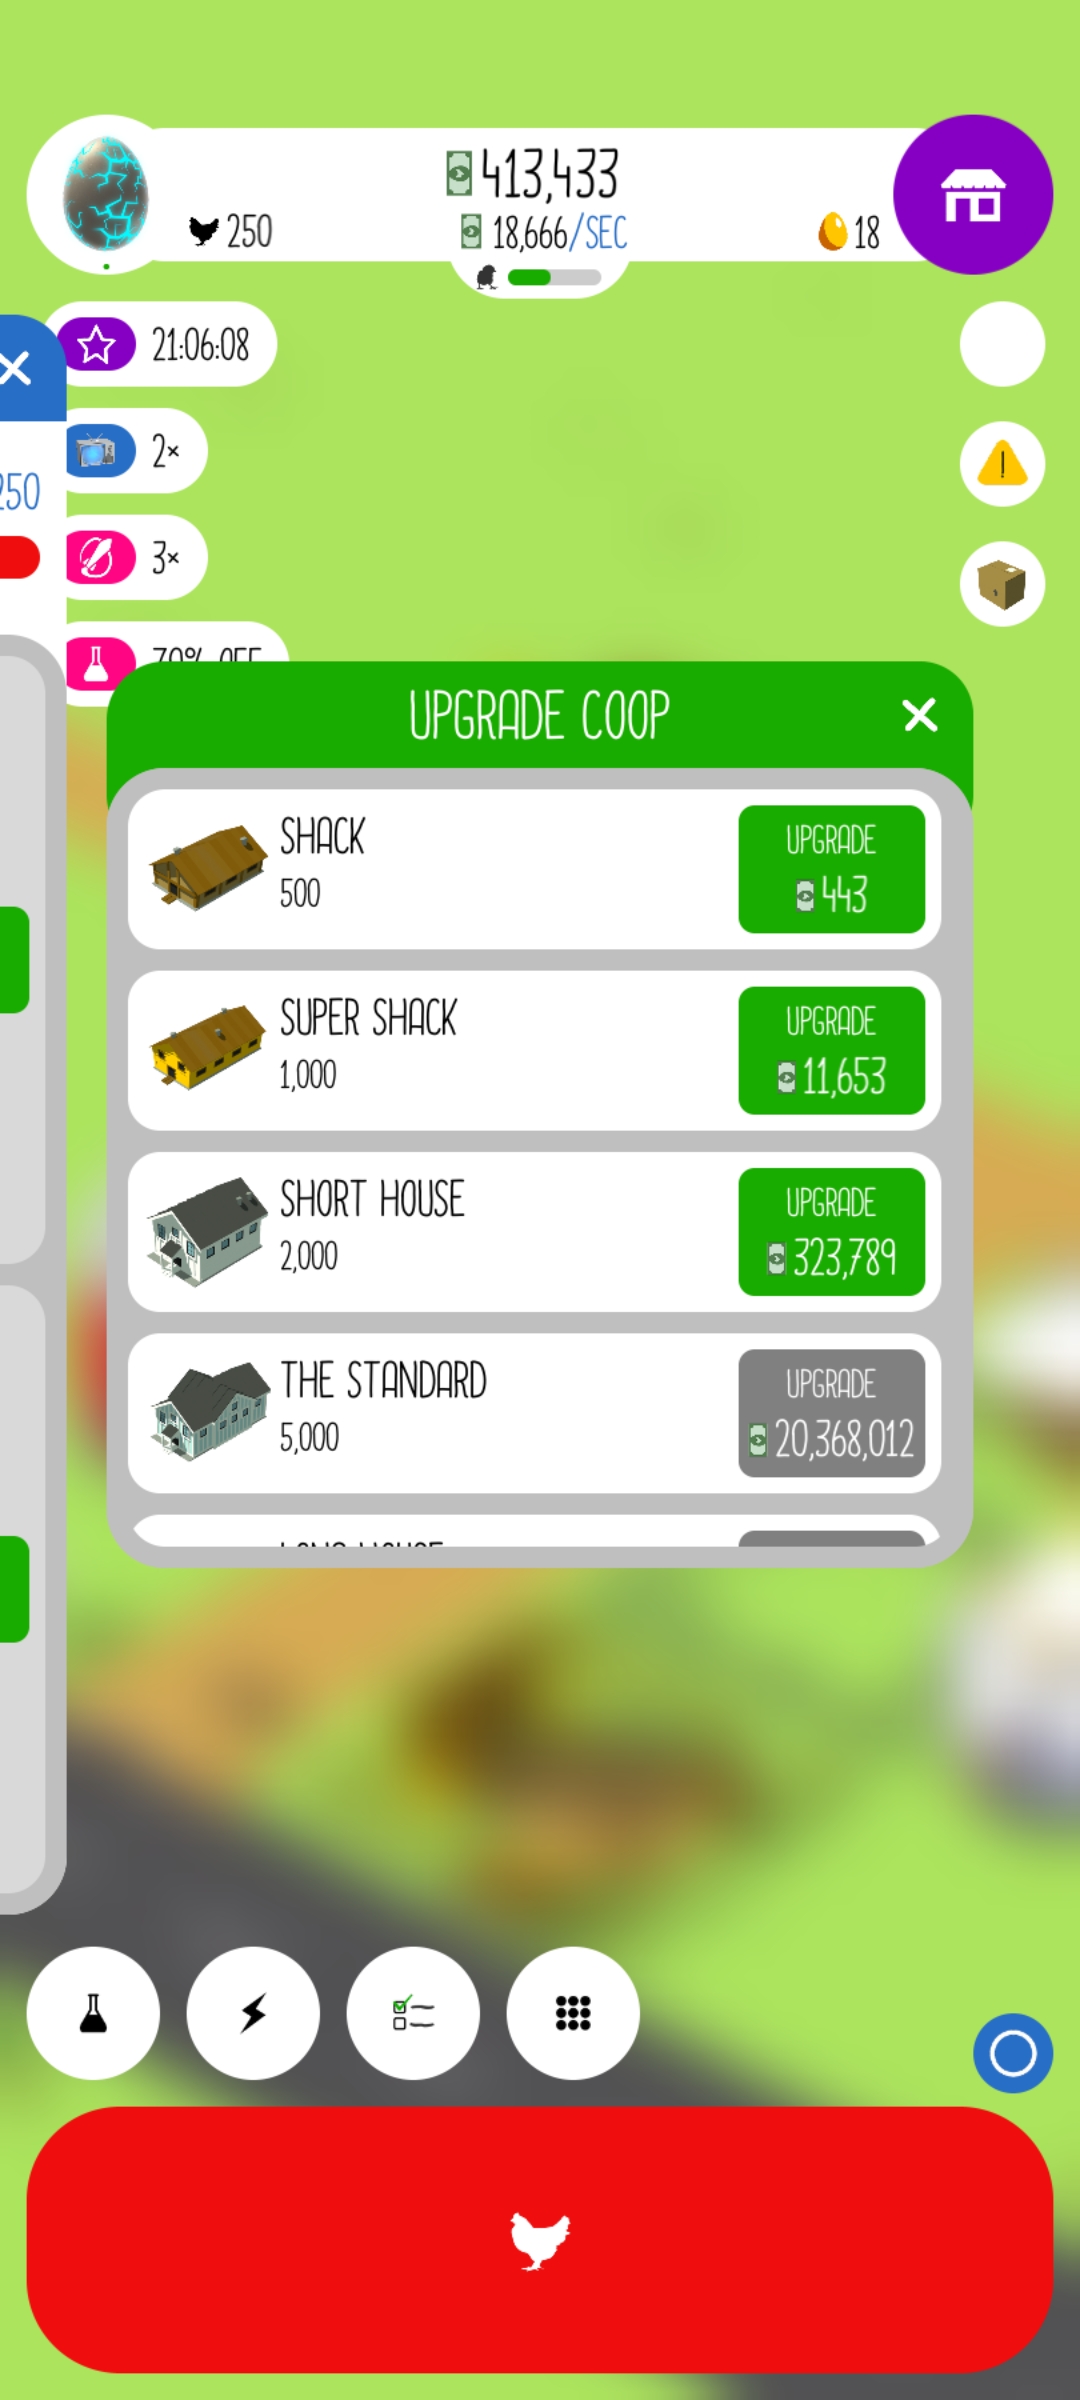 413,433
250
18,666/SEC
18
21:06:08
2×
250
3×
70% OFF
UPGRADE COOP
SHACK
500
UPGRADE
443
SUPER SHACK
1,000
UPGRADE
11,653
SHORT HOUSE
2,000
UPGRADE
323,789
THE STANDARD
5,000
UPGRADE
20,368,012